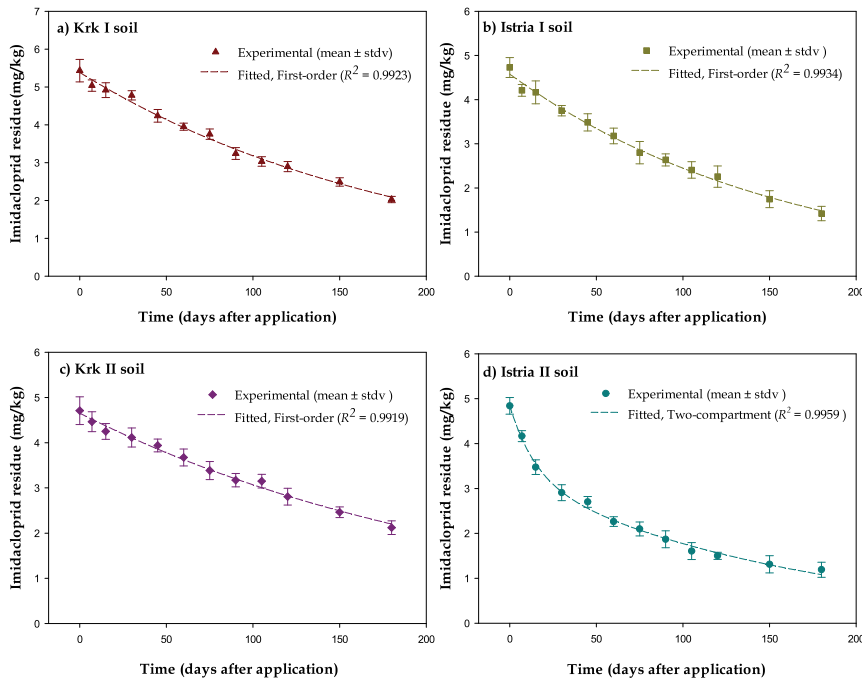 a) Krk I soil
Experimental (mean ± stdv)
Fitted, First-order (R² = 0.9923)
Imidacloprid residue(mg/kg)
7
6
5
4
3
2
1
0
0 50 100 150 200
Time (days after application)
b) Istria I soil
Experimental (mean ± stdv )
Fitted, First-order (R² = 0.9934)
Imidacloprid residue (mg/kg)
6
5
4
3
2
1
0
0 50 100 150 200
Time (days after application)
c) Krk II soil
Experimental (mean ± stdv )
Fitted, First-order (R² = 0.9919)
Imidacloprid residue (mg/kg)
6
5
4
3
2
1
0
0 50 100 150 200
Time (days after application)
d) Istria II soil
Experimental (mean ± stdv )
Fitted, Two-compartment (R² = 0.9959 )
Imidacloprid residue (mg/kg)
6
5
4
3
2
1
0
0 50 100 150 200
Time (days after application)